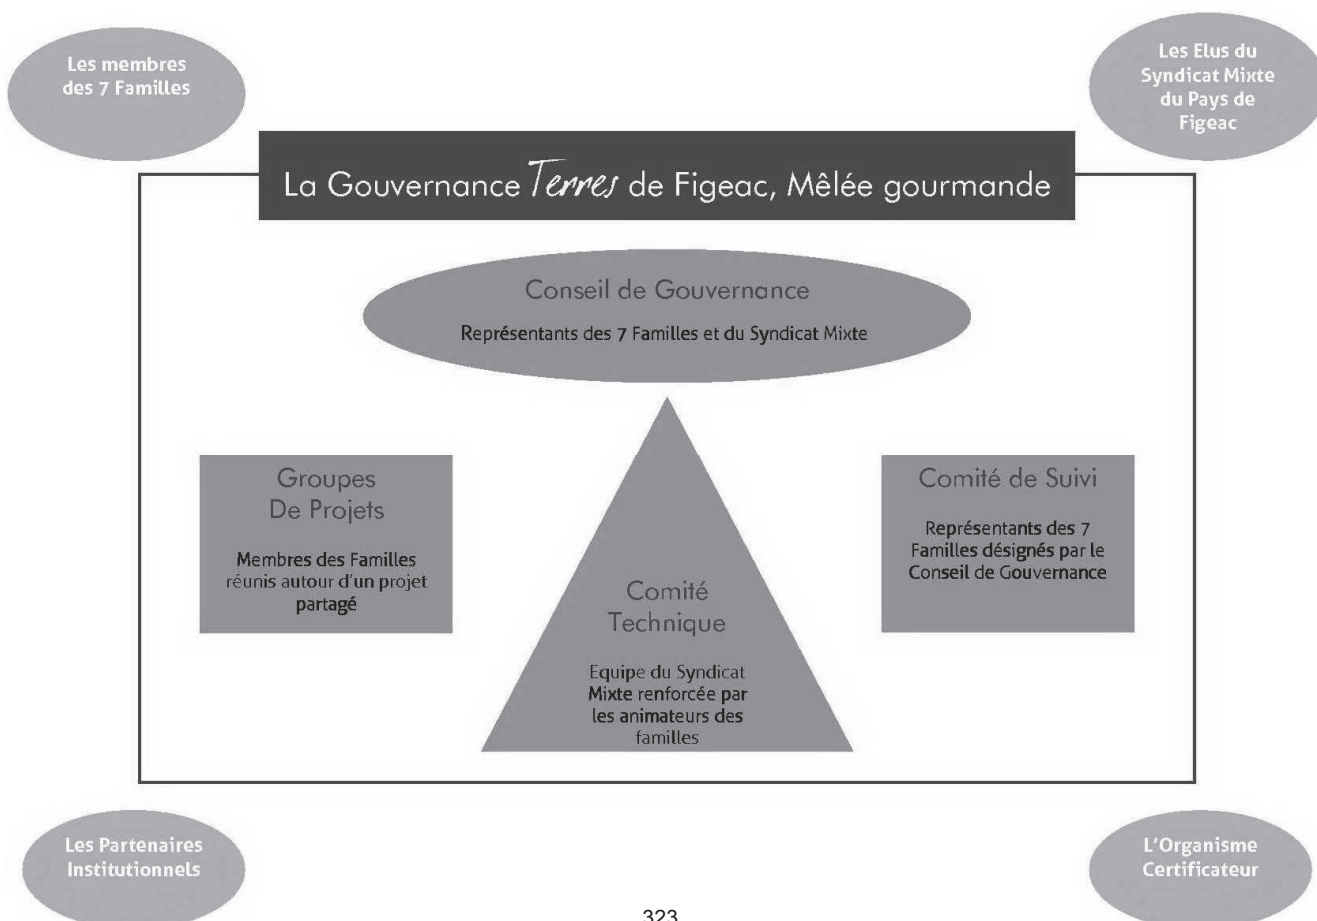 Les membres
des 7 Familles
Les Elus du
Syndicat Mixte
du Pays de
Figeac
La Gouvernance Terres de Figeac, Mêlée gourmande
Conseil de Gouvernance
Représentants des 7 Familles et du Syndicat Mixte
Groupes
De Projets
Membres des Familles
réunis autour d'un projet
partagé
Comité
Technique
Equipe du Syndicat
Mixte renforcée par
les animateurs des
familles
Comité de Suivi
Représentants des 7
Familles désignés par le
Conseil de Gouvernance
Les Partenaires
Institutionnels
L'Organisme
Certificateur
323